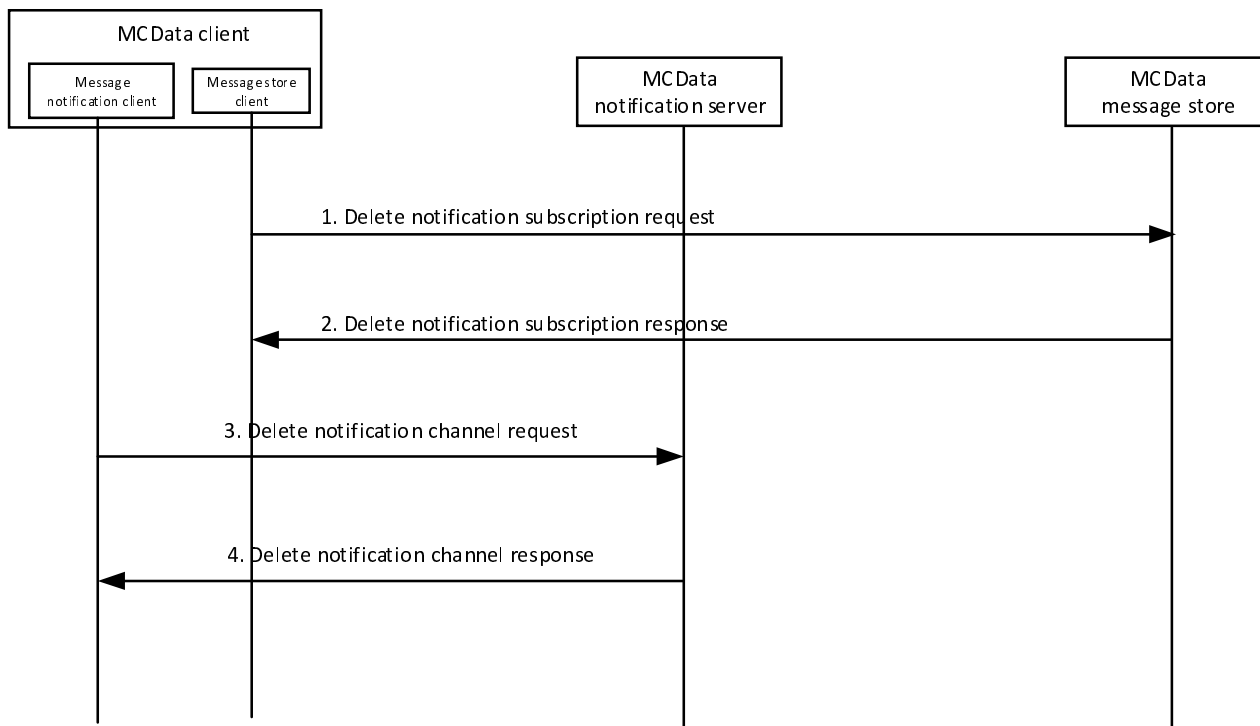 MCData client
Message
notification client
Message store
client
MCData
notification server
MCData
message store
1. Delete notification subscription request
2. Delete notification subscription response
3. Delete notification channel request
4. Delete notification channel response